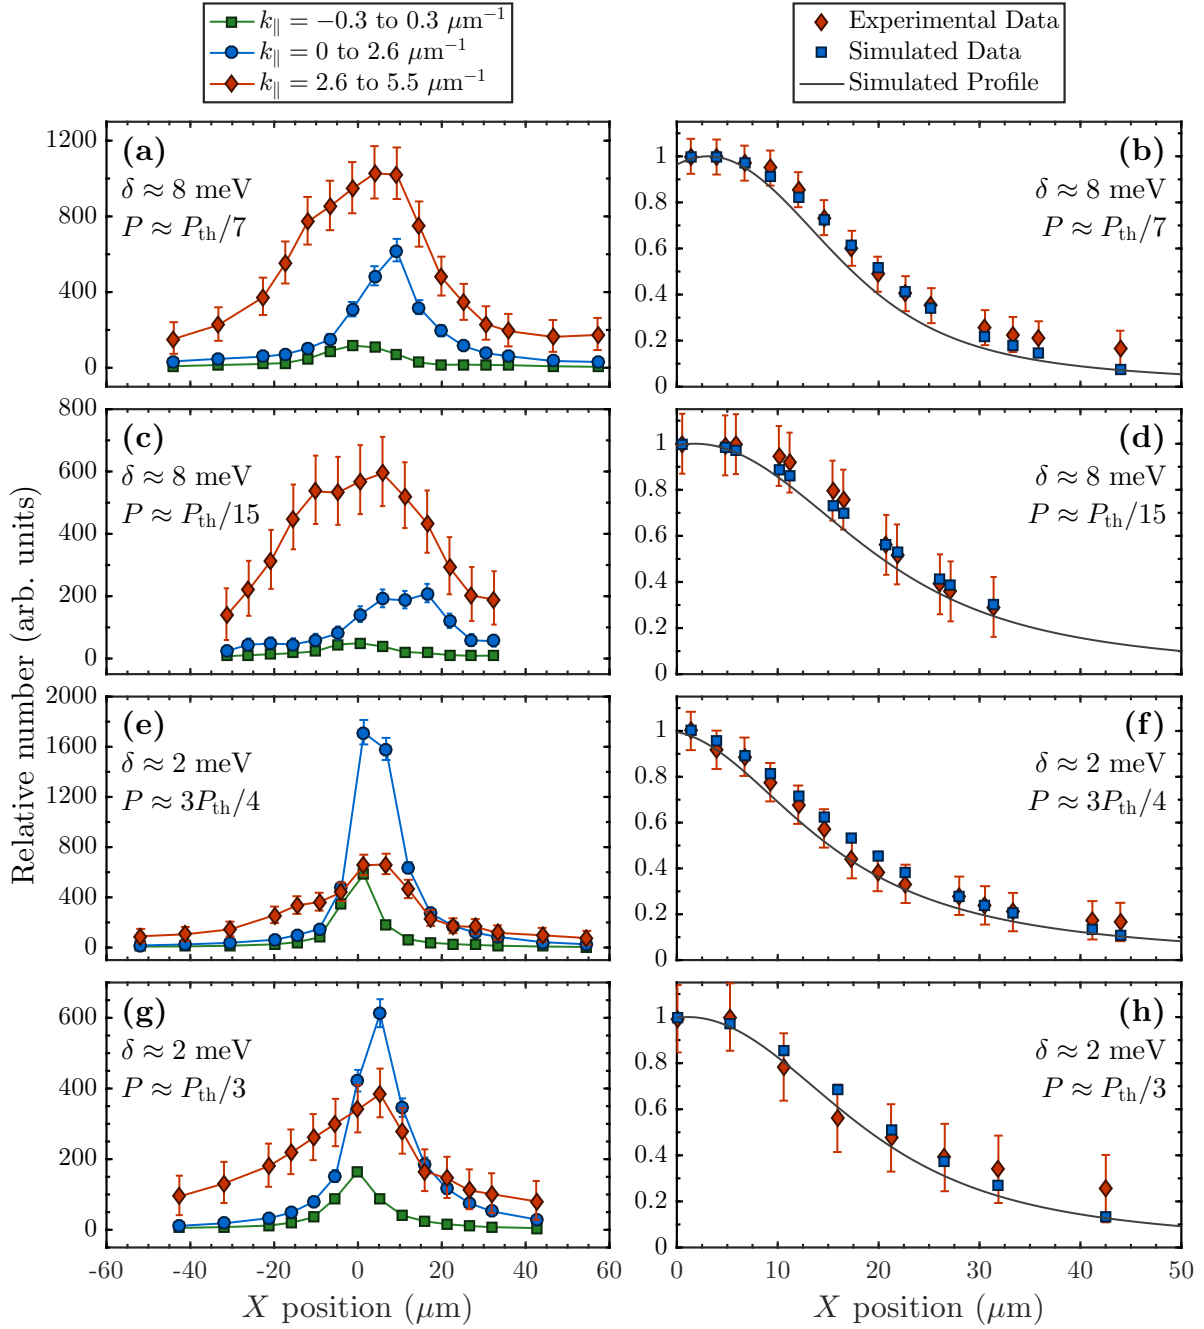 k∥ = −0.3 to 0.3 μm⁻¹
k∥ = 0 to 2.6 μm⁻¹
k∥ = 2.6 to 5.5 μm⁻¹
Experimental Data
Simulated Data
Simulated Profile
Relative number (arb. units)
(a)
δ ≈ 8 meV
P ≈ Pth/7
1200
800
400
0
(b)
δ ≈ 8 meV
P ≈ Pth/7
1
0.8
0.6
0.4
0.2
0
(c)
δ ≈ 8 meV
P ≈ Pth/15
800
600
400
200
0
(d)
δ ≈ 8 meV
P ≈ Pth/15
1
0.8
0.6
0.4
0.2
0
(e)
δ ≈ 2 meV
P ≈ 3Pth/4
2000
1600
1200
800
400
0
(f)
δ ≈ 2 meV
P ≈ 3Pth/4
1
0.8
0.6
0.4
0.2
0
(g)
δ ≈ 2 meV
P ≈ Pth/3
600
400
200
0
(h)
δ ≈ 2 meV
P ≈ Pth/3
1
0.8
0.6
0.4
0.2
0
-60 -40 -20 0 20 40 60
0 10 20 30 40 50
X position (μm)
X position (μm)